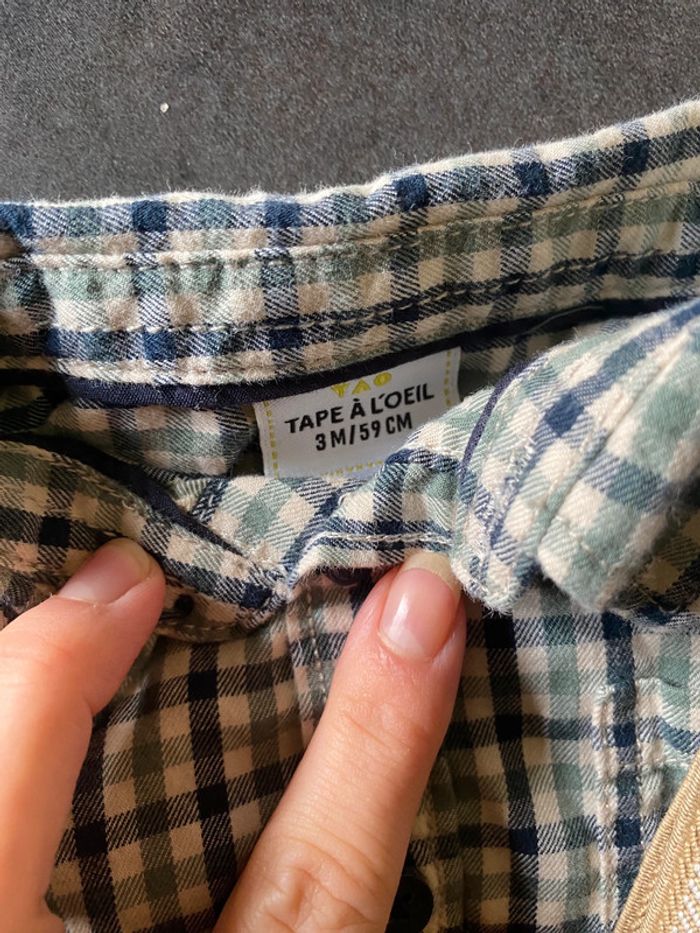 TAO
TAPE À L'OEIL
3M/59CM